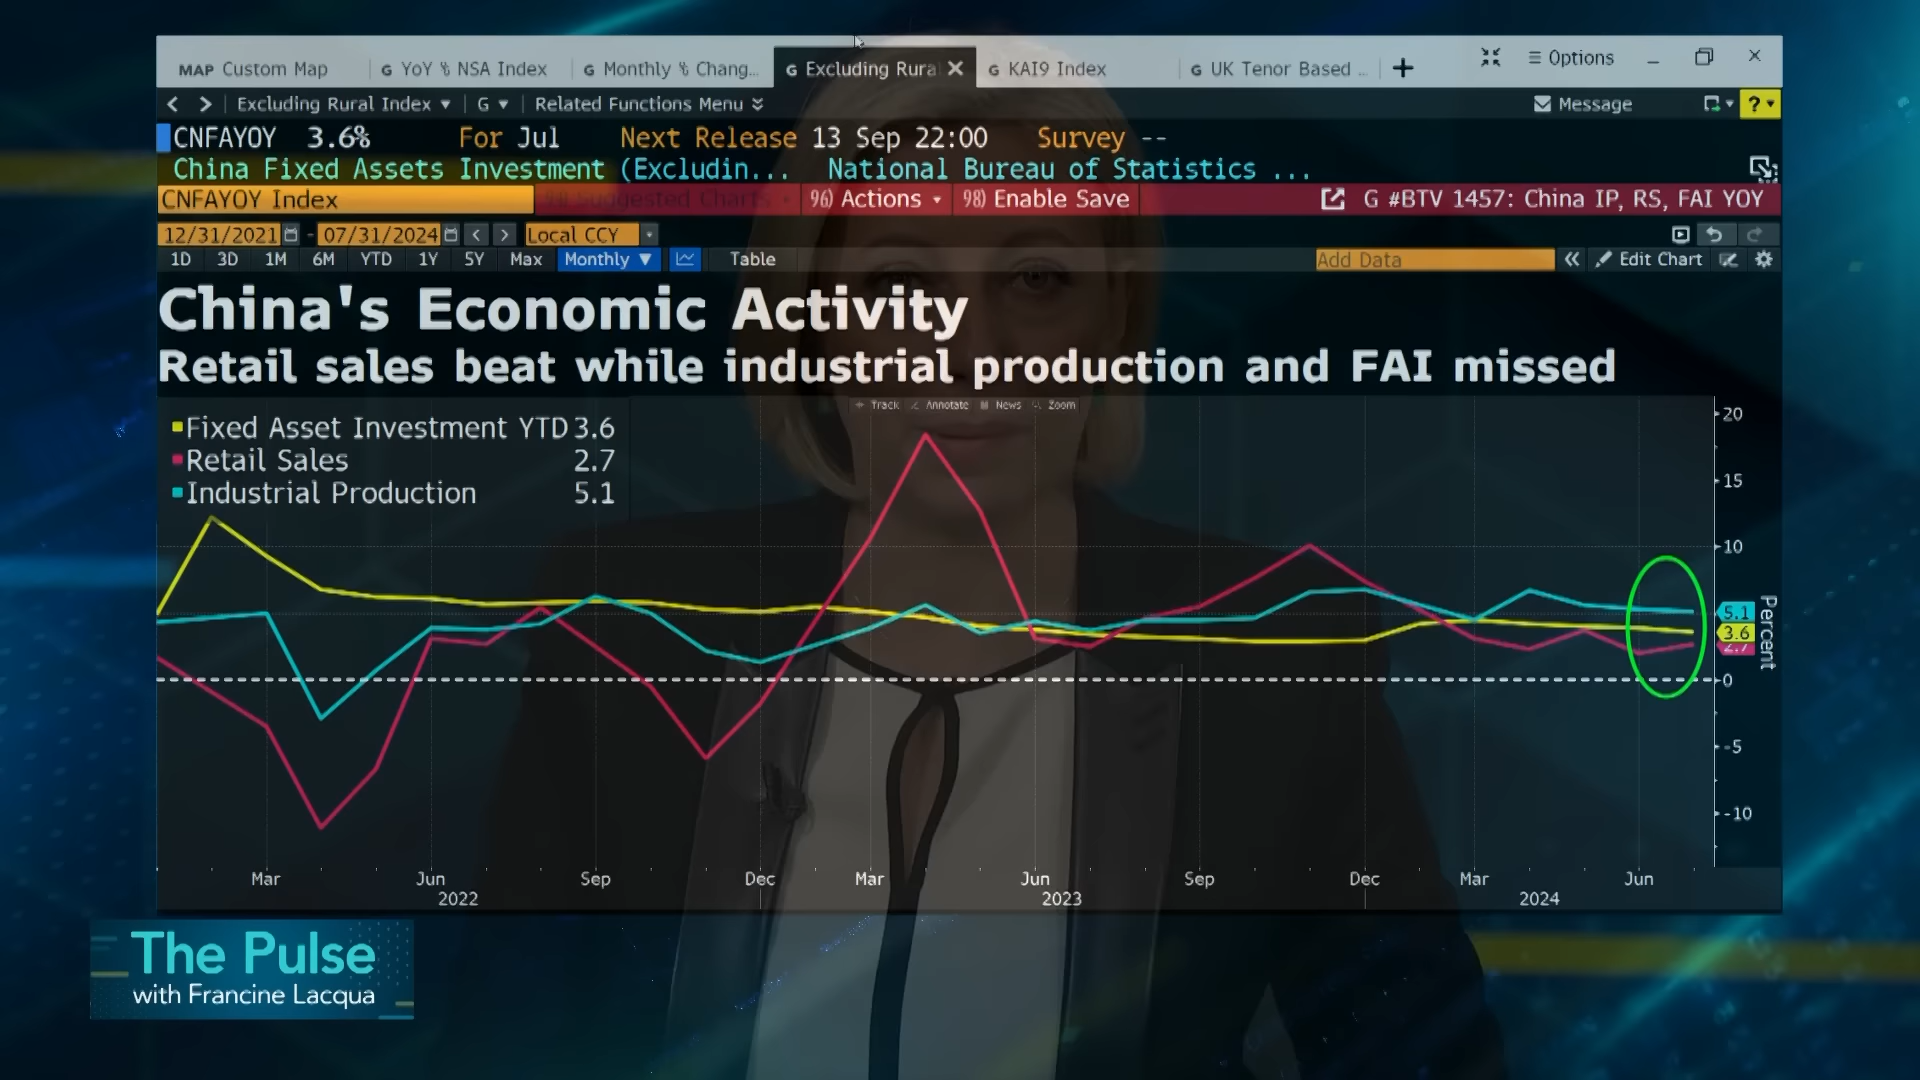 MAP Custom Map G YoY % NSA Index G Monthly % Chang... G Excluding Rura X G KAI9 Index G UK Tenor Based ... + Options
< > Excluding Rural Index G Related Functions Menu Message ?
CNFAYOY 3.6% For Jul Next Release 13 Sep 22:00 Survey --
China Fixed Assets Investment (Excludin... National Bureau of Statistics ...
CNFAYOY Index 98) Suggested Charts 96) Actions 98) Enable Save G #BTV 1457: China IP, RS, FAI YOY
12/31/2021 - 07/31/2024 < > Local CCY
1D 3D 1M 6M YTD 1Y 5Y Max Monthly Table Add Data « Edit Chart
China's Economic Activity
Retail sales beat while industrial production and FAI missed
Track Annotate News Zoom
Fixed Asset Investment YTD 3.6
Retail Sales 2.7
Industrial Production 5.1
20
15
10
5.1
3.6
2.7
0
-5
-10
Percent
Mar Jun Sep Dec Mar Jun Sep Dec Mar Jun
2022 2023 2024
The Pulse
with Francine Lacqua